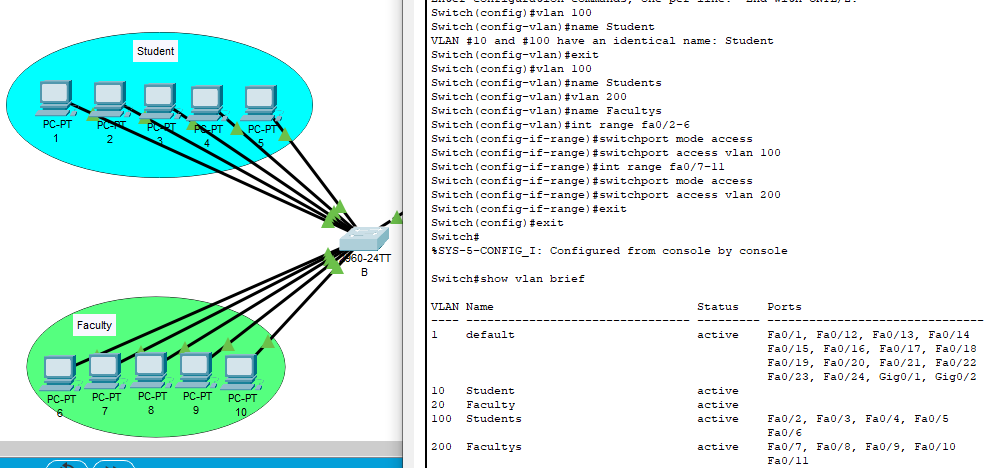 Student
PC-PT
1
PC-PT
2
PC-PT
3
PC-PT
4
PC-PT
5
960-24TT
B
Faculty
PC-PT
6
PC-PT
7
PC-PT
8
PC-PT
9
PC-PT
10
Enter configuration commands, one per line.  End with CNTL/Z.
Switch(config)#vlan 100
Switch(config-vlan)#name Student
VLAN #10 and #100 have an identical name: Student
Switch(config-vlan)#exit
Switch(config)#vlan 100
Switch(config-vlan)#name Students
Switch(config-vlan)#vlan 200
Switch(config-vlan)#name Facultys
Switch(config-vlan)#int range fa0/2-6
Switch(config-if-range)#switchport mode access
Switch(config-if-range)#switchport access vlan 100
Switch(config-if-range)#int range fa0/7-11
Switch(config-if-range)#switchport mode access
Switch(config-if-range)#switchport access vlan 200
Switch(config-if-range)#exit
Switch(config)#exit
Switch#
%SYS-5-CONFIG_I: Configured from console by console
Switch#show vlan brief
VLAN Name Status Ports
---- -------------------------------- --------- -------------------------------
1 default active Fa0/1, Fa0/12, Fa0/13, Fa0/14
Fa0/15, Fa0/16, Fa0/17, Fa0/18
Fa0/19, Fa0/20, Fa0/21, Fa0/22
Fa0/23, Fa0/24, Gig0/1, Gig0/2
10 Student active
20 Faculty active
100 Students active Fa0/2, Fa0/3, Fa0/4, Fa0/5
Fa0/6
200 Facultys active Fa0/7, Fa0/8, Fa0/9, Fa0/10
Fa0/11